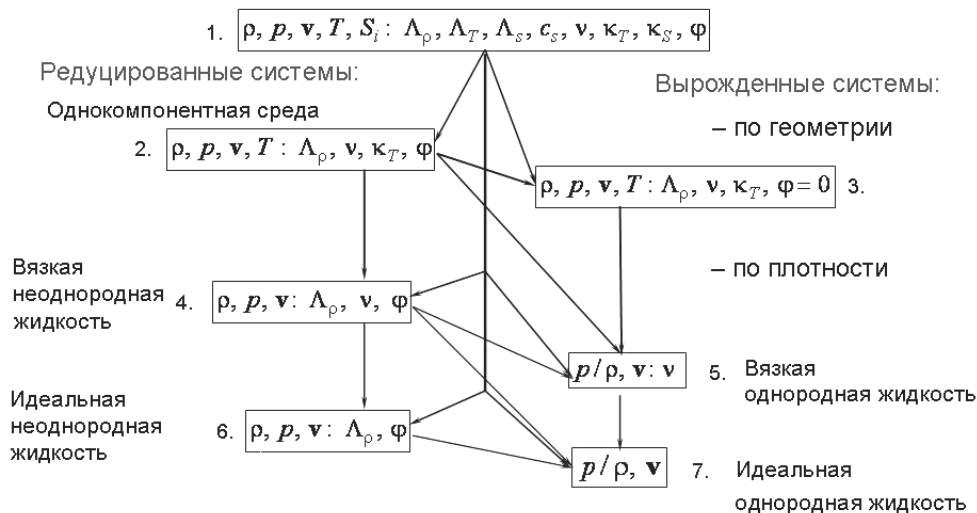 1. ρ, p, v, T, S_i : Λ_ρ, Λ_T, Λ_s, c_s, ν, κ_T, κ_S, φ
Редуцированные системы:
Вырожденные системы:
Однокомпонентная среда
– по геометрии
2. ρ, p, v, T : Λ_ρ, ν, κ_T, φ
ρ, p, v, T : Λ_ρ, ν, κ_T, φ = 0 3.
– по плотности
Вязкая
неоднородная
жидкость
4. ρ, p, v : Λ_ρ, ν, φ
p / ρ, v: ν 5. Вязкая
однородная жидкость
Идеальная
неоднородная
жидкость
6. ρ, p, v : Λ_ρ, φ
p / ρ, v 7. Идеальная
однородная жидкость